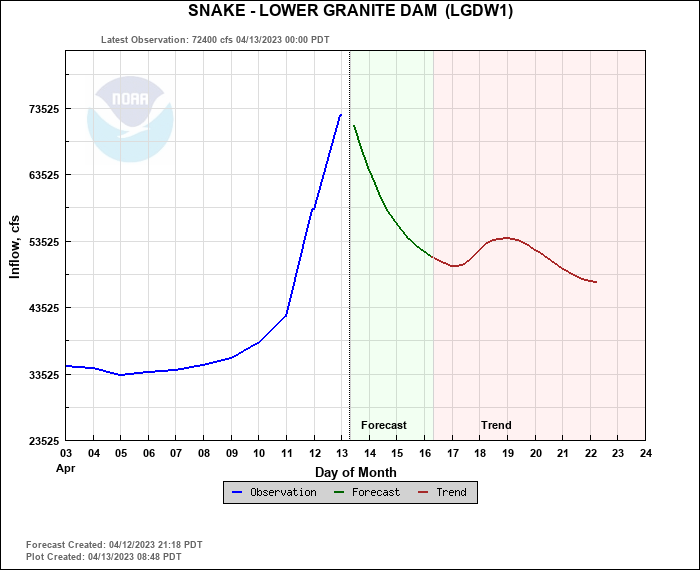 SNAKE - LOWER GRANITE DAM (LGDW1)
Latest Observation: 72400 cfs 04/13/2023 00:00 PDT
NOAA
73525
63525
53525
43525
33525
23525
Inflow, cfs
Forecast
Trend
03 04 05 06 07 08 09 10 11 12 13 14 15 16 17 18 19 20 21 22 23 24
Apr
Day of Month
Observation Forecast Trend
Forecast Created: 04/12/2023 21:18 PDT
Plot Created: 04/13/2023 08:48 PDT